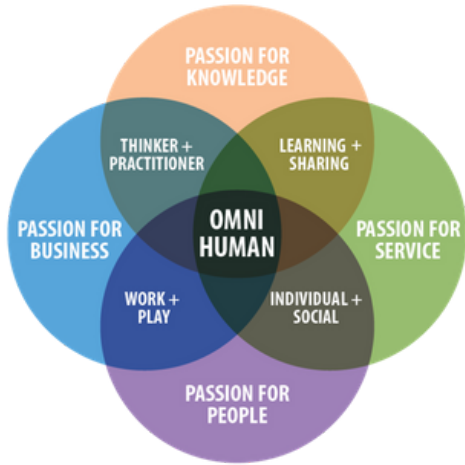 PASSION FOR
KNOWLEDGE
THINKER +
PRACTITIONER
LEARNING +
SHARING
PASSION FOR
BUSINESS
OMNI
HUMAN
PASSION FOR
SERVICE
WORK +
PLAY
INDIVIDUAL +
SOCIAL
PASSION FOR
PEOPLE